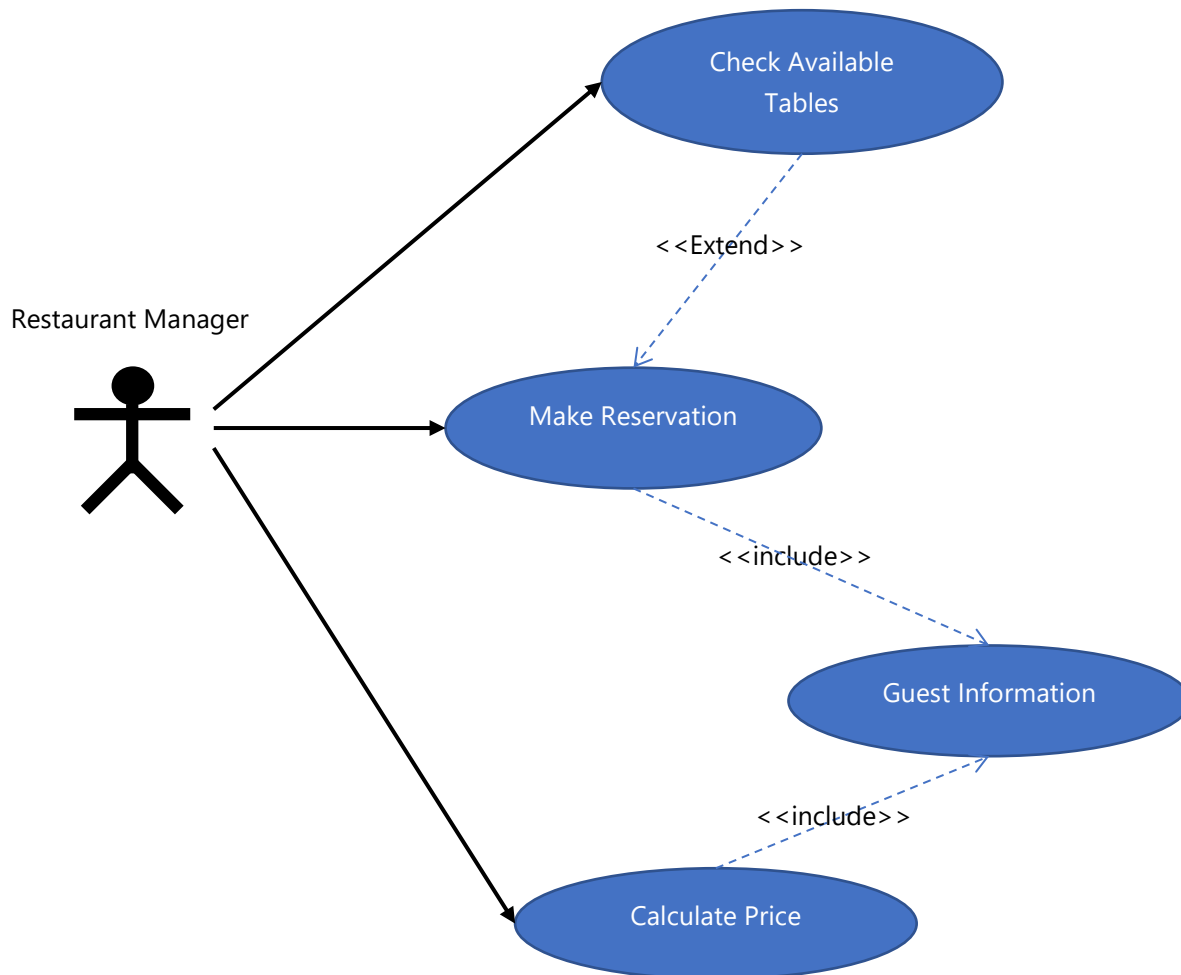 Check Available
Tables
<<Extend>>
Restaurant Manager
Make Reservation
<<include>>
Guest Information
<<include>>
Calculate Price